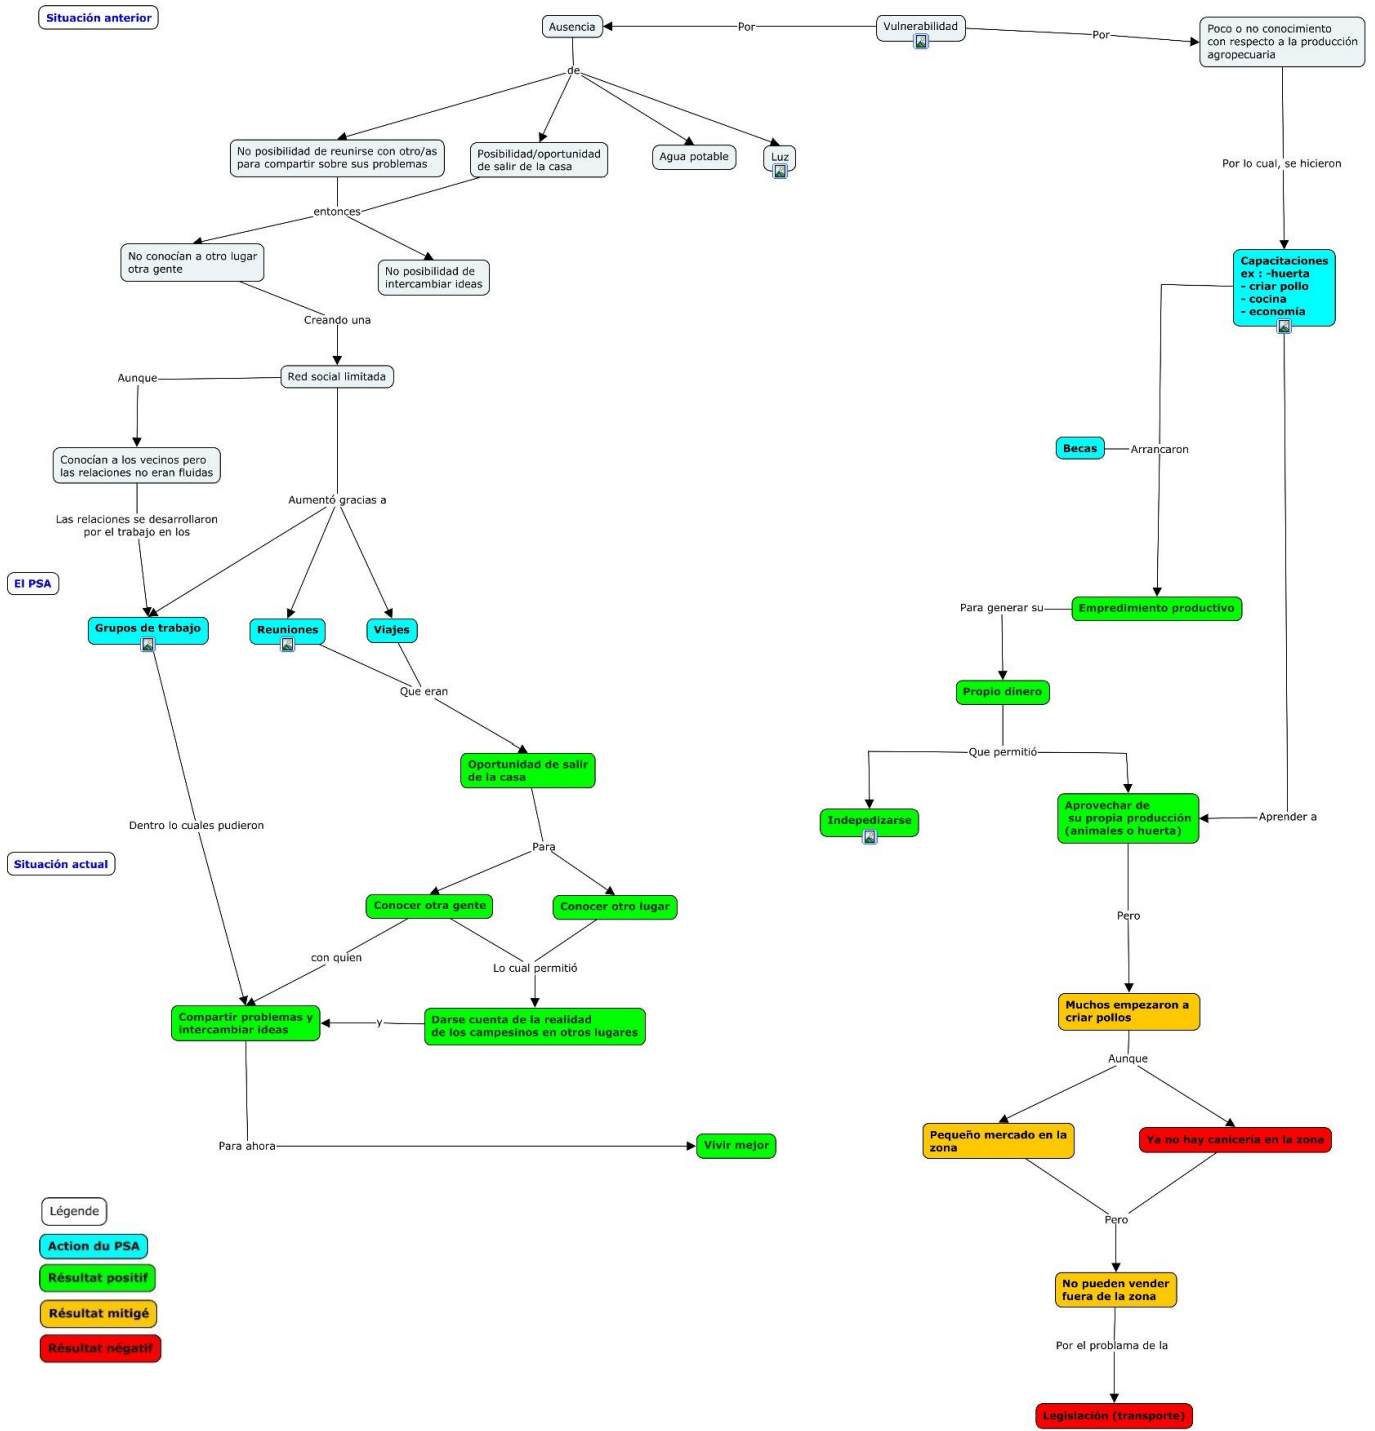 Situación anterior
Ausencia
Por
Vulnerabilidad
Por
Poco o no conocimiento
con respecto a la producción
agropecuaria
de
No posibilidad de reunirse con otro/as
para compartir sobre sus problemas
Posibilidad/oportunidad
de salir de la casa
Agua potable
Luz
Por lo cual, se hicieron
entonces
No conocían a otro lugar
otra gente
No posibilidad de
intercambiar ideas
Capacitaciones
ex : -huerta
- criar pollo
- cocina
- economía
Creando una
Aunque
Red social limitada
Conocían a los vecinos pero
las relaciones no eran fluidas
Becas
Arrancaron
Aumentó gracias a
Las relaciones se desarrollaron
por el trabajo en los
El PSA
Grupos de trabajo
Reuniones
Viajes
Para generar su
Empredimiento productivo
Que eran
Propio dinero
Oportunidad de salir
de la casa
Que permitió
Indepedizarse
Aprovechar de
su propia producción
(animales o huerta)
Aprender a
Dentro lo cuales pudieron
Situación actual
Para
Conocer otra gente
Conocer otro lugar
Pero
con quien
Lo cual permitió
Compartir problemas y
intercambiar ideas
y
Darse cuenta de la realidad
de los campesinos en otros lugares
Muchos empezaron a
criar pollos
Aunque
Para ahora
Vivir mejor
Pequeño mercado en la
zona
Ya no hay canicería en la zona
Pero
No pueden vender
fuera de la zona
Por el problama de la
Legislación (transporte)
Légende
Action du PSA
Résultat positif
Résultat mitigé
Résultat négatif